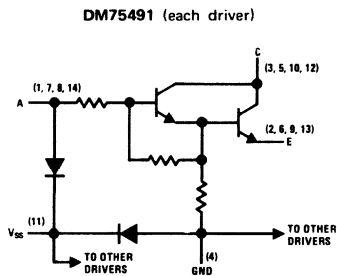 DM75491 (each driver)
C
(3, 5, 10, 12)
(1, 7, 8, 14)
A
(2, 6, 9, 13)
E
(11)
VSS
(4)
TO OTHER
DRIVERS
TO OTHER
DRIVERS
GND